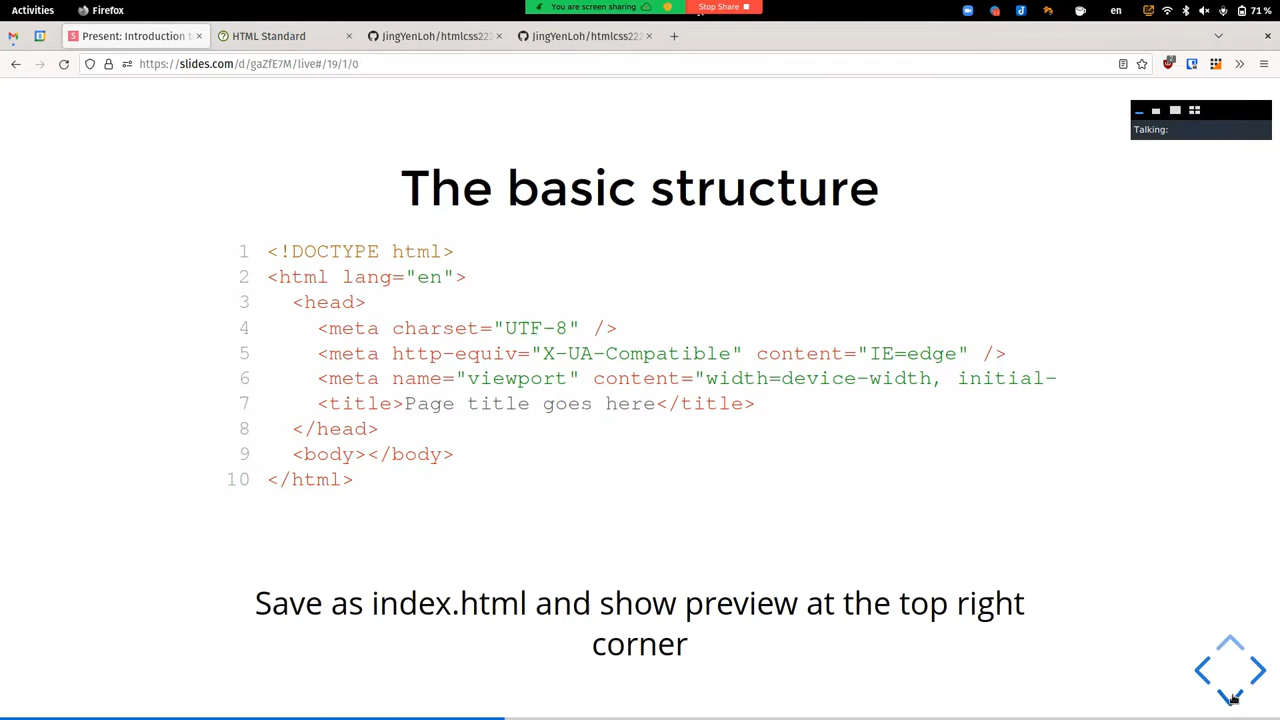 Activities
Firefox
You are screen sharing
Stop Share
en
71 %
Present: Introduction t
HTML Standard
JingYenLoh/htmlcss222
JingYenLoh/htmlcss222
https://slides.com/d/gaZfE7M/live#/19/1/0
Talking:
The basic structure
1 <!DOCTYPE html>
2 <html lang="en">
3 <head>
4 <meta charset="UTF-8" />
5 <meta http-equiv="X-UA-Compatible" content="IE=edge" />
6 <meta name="viewport" content="width=device-width, initial-
7 <title>Page title goes here</title>
8 </head>
9 <body></body>
10 </html>
Save as index.html and show preview at the top right
corner